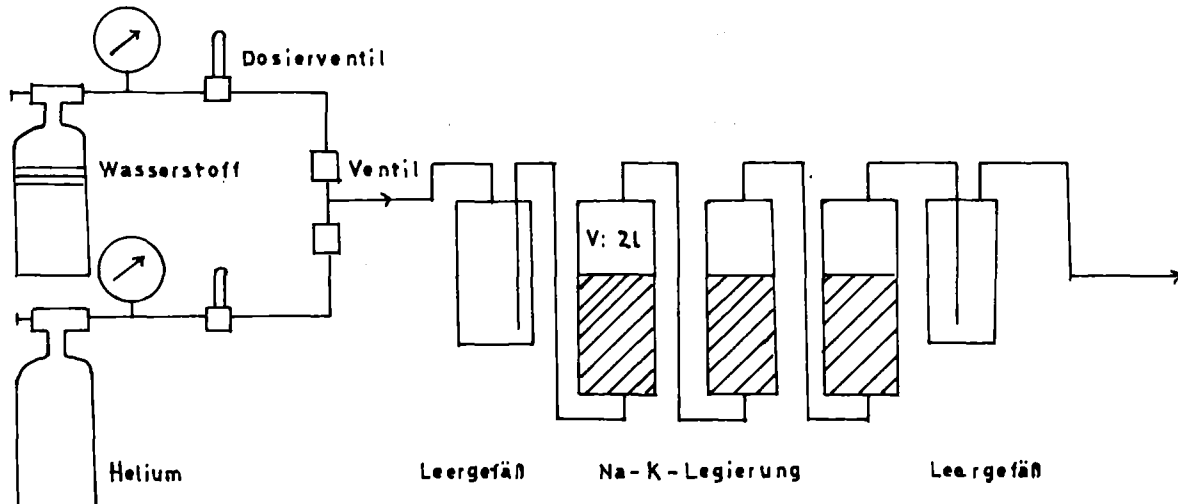 Dosierventil
Wasserstoff
Ventil
V: 2l
Helium
Leergefäß
Na-K-Legierung
Leergefäß